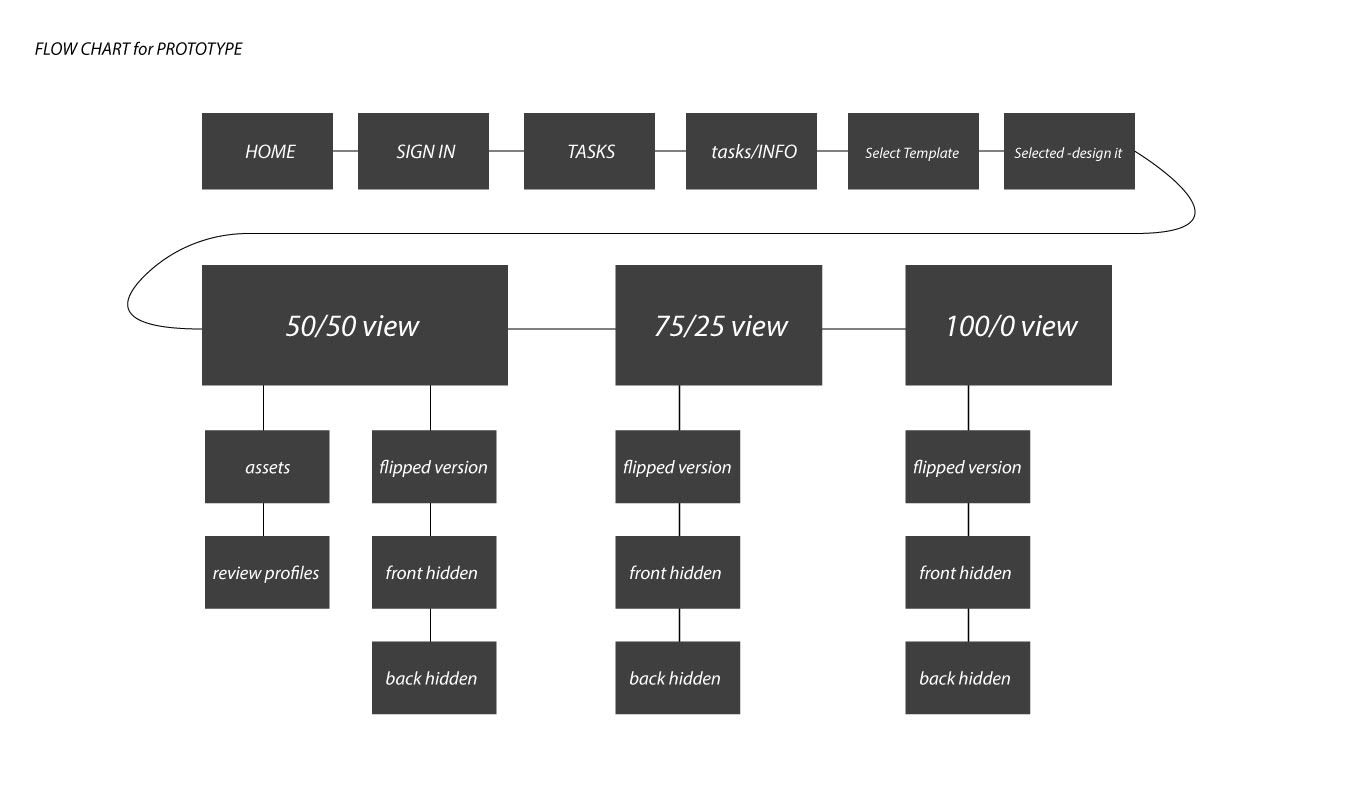 FLOW CHART for PROTOTYPE
HOME
SIGN IN
TASKS
tasks/INFO
Select Template
Selected -design it
50/50 view
75/25 view
100/0 view
assets
flipped version
flipped version
flipped version
review profiles
front hidden
front hidden
front hidden
back hidden
back hidden
back hidden